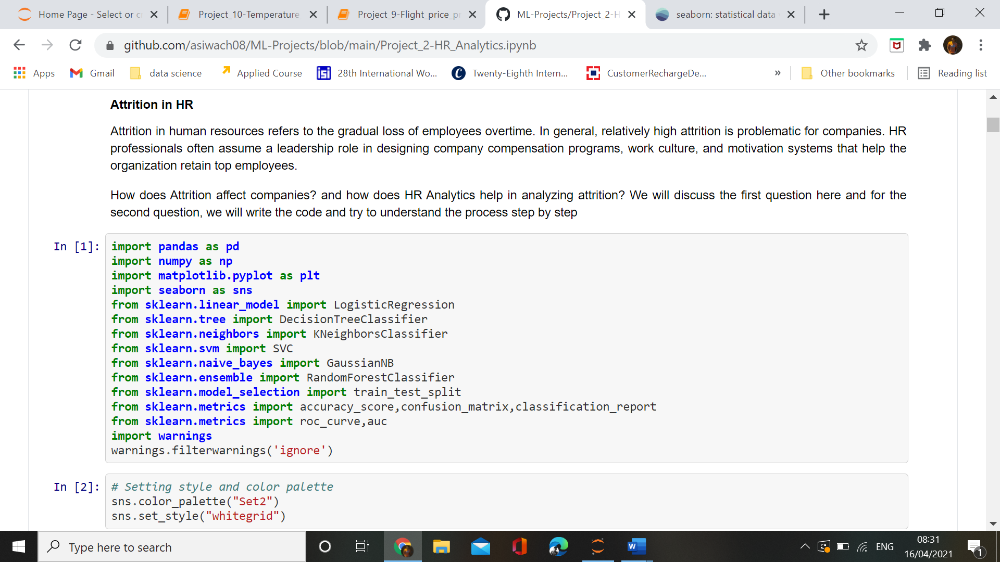 Home Page - Select or c
Project_10-Temperature_
Project_9-Flight_price_p
ML-Projects/Project_2-H
seaborn: statistical data
github.com/asiwach08/ML-Projects/blob/main/Project_2-HR_Analytics.ipynb
Apps
Gmail
data science
Applied Course
28th International Wo...
Twenty-Eighth Intern...
CustomerRechargeDe...
»
Other bookmarks
Reading list
Attrition in HR
Attrition in human resources refers to the gradual loss of employees overtime. In general, relatively high attrition is problematic for companies. HR
professionals often assume a leadership role in designing company compensation programs, work culture, and motivation systems that help the
organization retain top employees.
How does Attrition affect companies? and how does HR Analytics help in analyzing attrition? We will discuss the first question here and for the
second question, we will write the code and try to understand the process step by step
In [1]:
import pandas as pd
import numpy as np
import matplotlib.pyplot as plt
import seaborn as sns
from sklearn.linear_model import LogisticRegression
from sklearn.tree import DecisionTreeClassifier
from sklearn.neighbors import KNeighborsClassifier
from sklearn.svm import SVC
from sklearn.naive_bayes import GaussianNB
from sklearn.ensemble import RandomForestClassifier
from sklearn.model_selection import train_test_split
from sklearn.metrics import accuracy_score,confusion_matrix,classification_report
from sklearn.metrics import roc_curve,auc
import warnings
warnings.filterwarnings('ignore')
In [2]:
# Setting style and color palette
sns.color_palette("Set2")
sns.set_style("whitegrid")
Type here to search
ENG
08:31
16/04/2021
1